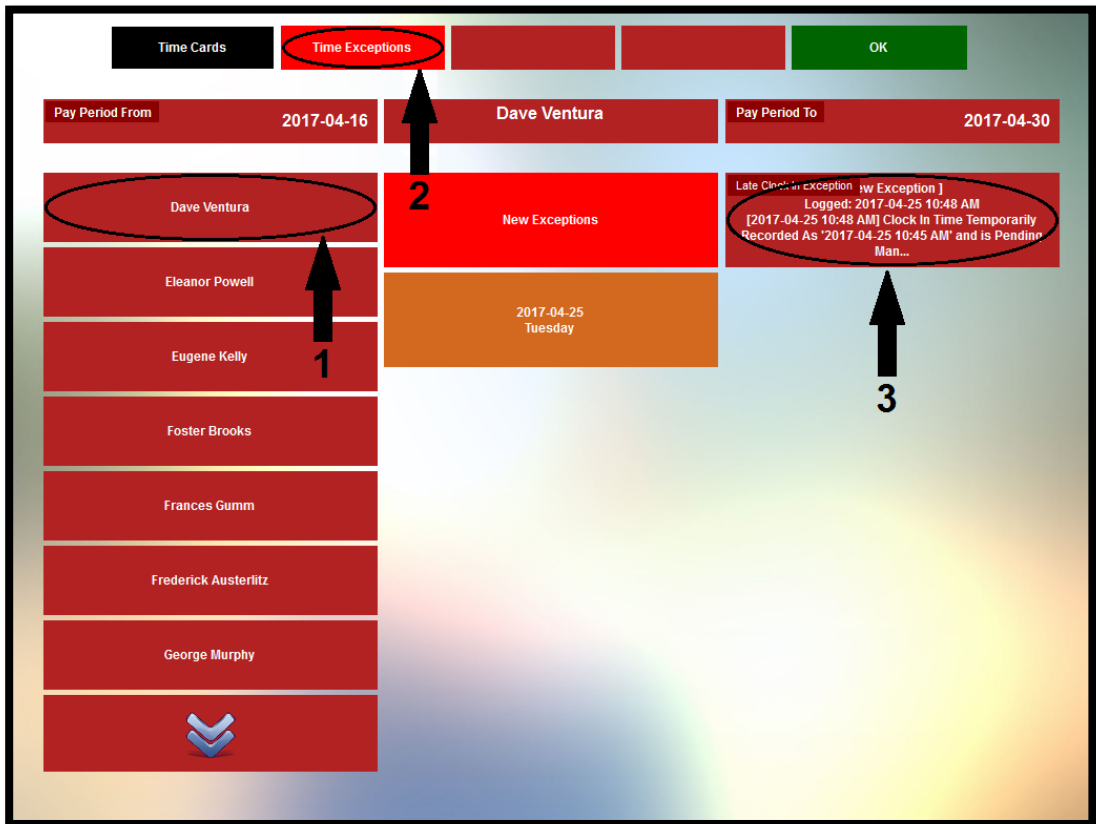 Time Cards
Time Exceptions
OK
Pay Period From
2017-04-16
Dave Ventura
Pay Period To
2017-04-30
2
Dave Ventura
Eleanor Powell
Eugene Kelly
Foster Brooks
Frances Gumm
Frederick Austerlitz
George Murphy
1
New Exceptions
2017-04-25
Tuesday
Late Clock In Exception
Exception ]
Logged: 2017-04-25 10:48 AM
[2017-04-25 10:48 AM] Clock In Time Temporarily
Recorded As '2017-04-25 10:45 AM' and is Pending
Man...
3